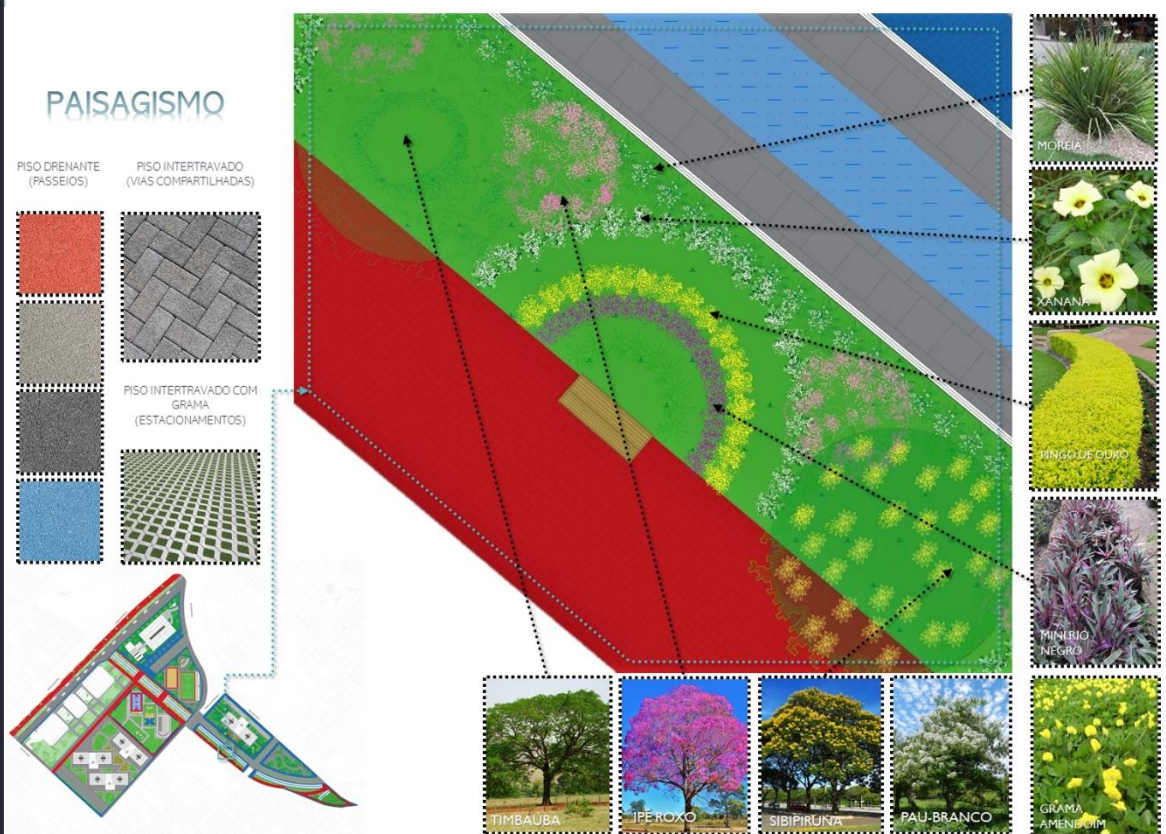 PAISAGISMO
PISO DRENANTE
(PASSEIOS)
PISO INTERTRAVADO
(VIAS COMPARTILHADAS)
PISO INTERTRAVADO COM
GRAMA
(ESTACIONAMENTOS)
MOREIA
XANANA
PINGO DE OURO
MINI RIO
NEGRO
GRAMA
AMENDOIM
TIMBAÚBA
IPÊ ROXO
SIBIPIRUNA
PAU-BRANCO